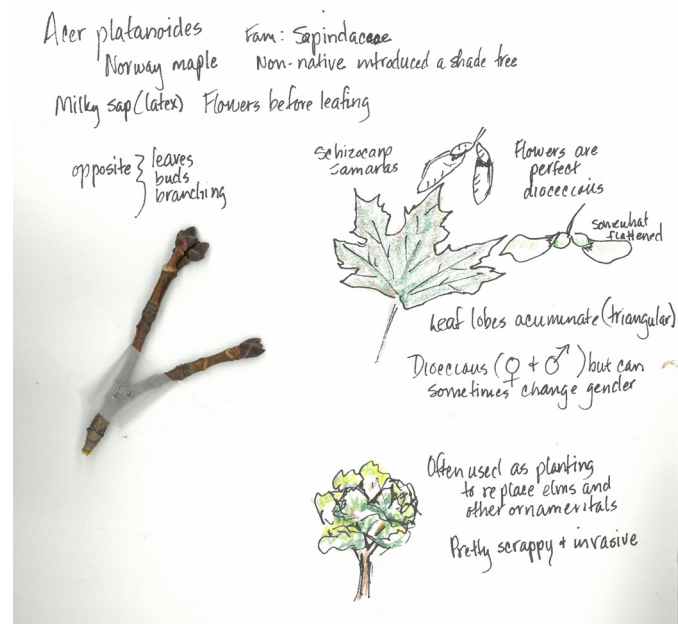 Acer platanoides Fam: Sapindaceae
Norway maple Non-native introduced a shade tree
Milky sap (latex) Flowers before leafing
opposite } leaves
buds
branching
Schizocarp
samaras
Flowers are
perfect
diocecious
somewhat
flattened
Leaf lobes acuminate (triangular)
Dioecious (♀ + ♂) but can
sometimes change gender
Often used as planting
to replace elms and
other ornamentals
Pretty scrappy + invasive